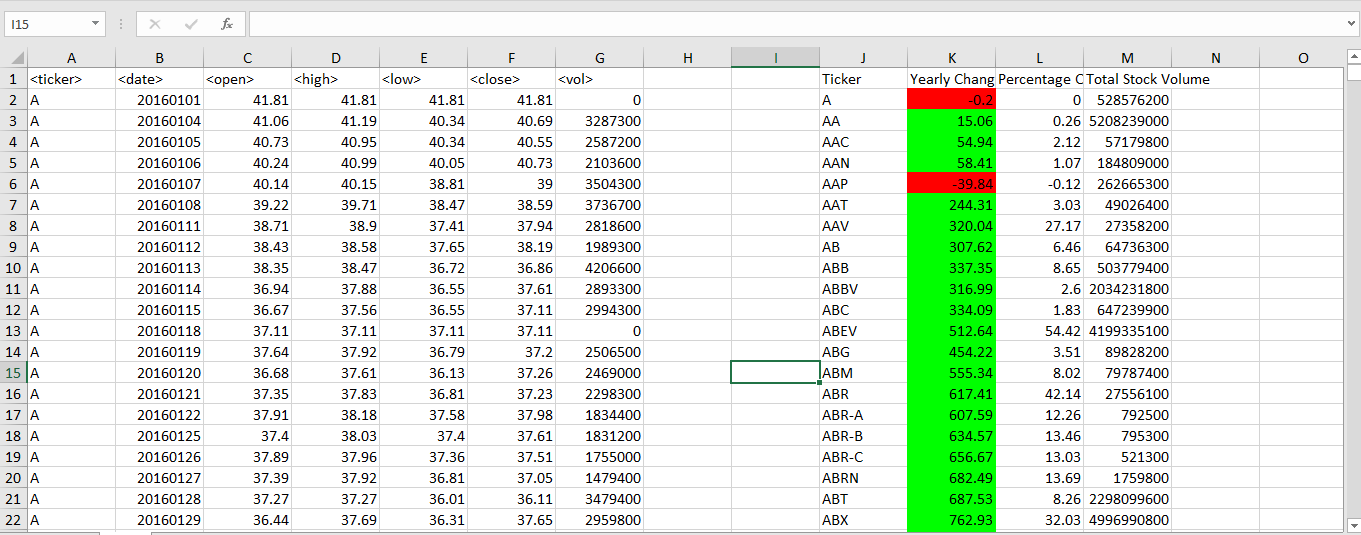 I15 fx
A B C D E F G H I J K L M N O
1 <ticker> <date> <open> <high> <low> <close> <vol> Ticker Yearly Chang Percentage C Total Stock Volume
2 A 20160101 41.81 41.81 41.81 41.81 0 A -0.2 0 528576200
3 A 20160104 41.06 41.19 40.34 40.69 3287300 AA 15.06 0.26 5208239000
4 A 20160105 40.73 40.95 40.34 40.55 2587200 AAC 54.94 2.12 57179800
5 A 20160106 40.24 40.99 40.05 40.73 2103600 AAN 58.41 1.07 184809000
6 A 20160107 40.14 40.15 38.81 39 3504300 AAP -39.84 -0.12 262665300
7 A 20160108 39.22 39.71 38.47 38.59 3736700 AAT 244.31 3.03 49026400
8 A 20160111 38.71 38.9 37.41 37.94 2818600 AAV 320.04 27.17 27358200
9 A 20160112 38.43 38.58 37.65 38.19 1989300 AB 307.62 6.46 64736300
10 A 20160113 38.35 38.47 36.72 36.86 4206600 ABB 337.35 8.65 503779400
11 A 20160114 36.94 37.88 36.55 37.61 2893300 ABBV 316.99 2.6 2034231800
12 A 20160115 36.67 37.56 36.55 37.11 2994300 ABC 334.09 1.83 647239900
13 A 20160118 37.11 37.11 37.11 37.11 0 ABEV 512.64 54.42 4199335100
14 A 20160119 37.64 37.92 36.79 37.2 2506500 ABG 454.22 3.51 89828200
15 A 20160120 36.68 37.61 36.13 37.26 2469000 ABM 555.34 8.02 79787400
16 A 20160121 37.35 37.83 36.81 37.23 2298300 ABR 617.41 42.14 27556100
17 A 20160122 37.91 38.18 37.58 37.98 1834400 ABR-A 607.59 12.26 792500
18 A 20160125 37.4 38.03 37.4 37.61 1831200 ABR-B 634.57 13.46 795300
19 A 20160126 37.89 37.96 37.36 37.51 1755000 ABR-C 656.67 13.03 521300
20 A 20160127 37.39 37.92 36.81 37.05 1479400 ABRN 682.49 13.69 1759800
21 A 20160128 37.27 37.27 36.01 36.11 3479400 ABT 687.53 8.26 2298099600
22 A 20160129 36.44 37.69 36.31 37.65 2959800 ABX 762.93 32.03 4996990800